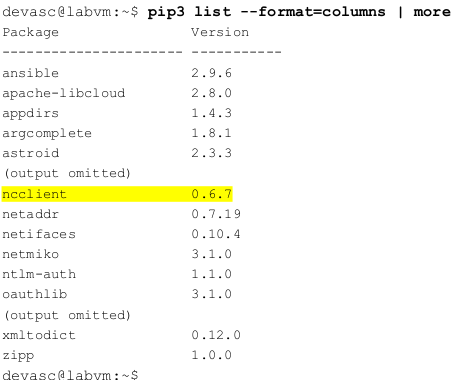 devasc@labvm:~$ pip3 list --format=columns | more
Package                Version
---------------------- -----------
ansible                2.9.6
apache-libcloud        2.8.0
appdirs                1.4.3
argcomplete            1.8.1
astroid                2.3.3
(output omitted)
ncclient               0.6.7
netaddr                0.7.19
netifaces              0.10.4
netmiko                3.1.0
ntlm-auth              1.1.0
oauthlib               3.1.0
(output omitted)
xmltodict              0.12.0
zipp                   1.0.0
devasc@labvm:~$